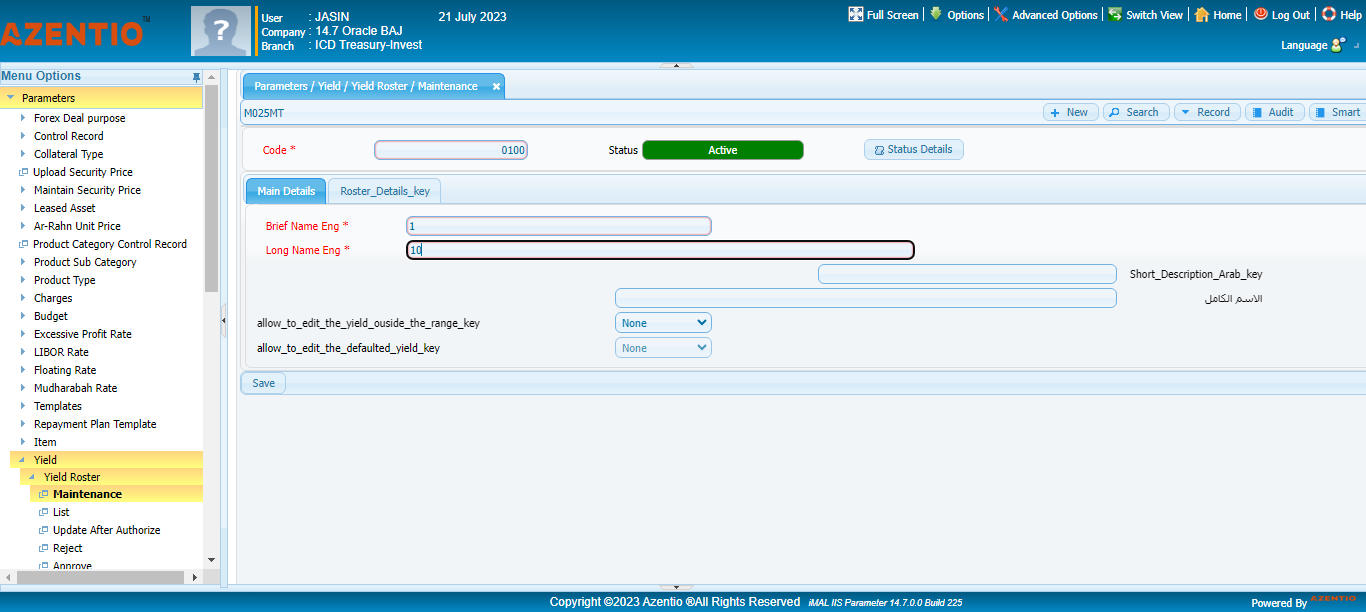 AZENTIO™
?
User : JASIN 21 July 2023
Company : 14.7 Oracle BAJ
Branch : ICD Treasury-Invest
Full Screen Options Advanced Options Switch View Home Log Out Help
Language
Menu Options
Parameters
Forex Deal purpose
Control Record
Collateral Type
Upload Security Price
Maintain Security Price
Leased Asset
Ar-Rahn Unit Price
Product Category Control Record
Product Sub Category
Product Type
Charges
Budget
Excessive Profit Rate
LIBOR Rate
Floating Rate
Mudharabah Rate
Templates
Repayment Plan Template
Item
Yield
Yield Roster
Maintenance
List
Update After Authorize
Reject
Approve
Parameters / Yield / Yield Roster / Maintenance
M025MT
New Search Record Audit Smart
Code * 0100 Status Active Status Details
Main Details Roster_Details_key
Brief Name Eng * 1
Long Name Eng * 10
Short_Description_Arab_key
الاسم الكامل
allow_to_edit_the_yield_ouside_the_range_key None
allow_to_edit_the_defaulted_yield_key None
Save
Copyright ©2023 Azentio ®All Rights Reserved iMAL IIS Parameter 14.7.0.0 Build 225
Powered By AZENTIO